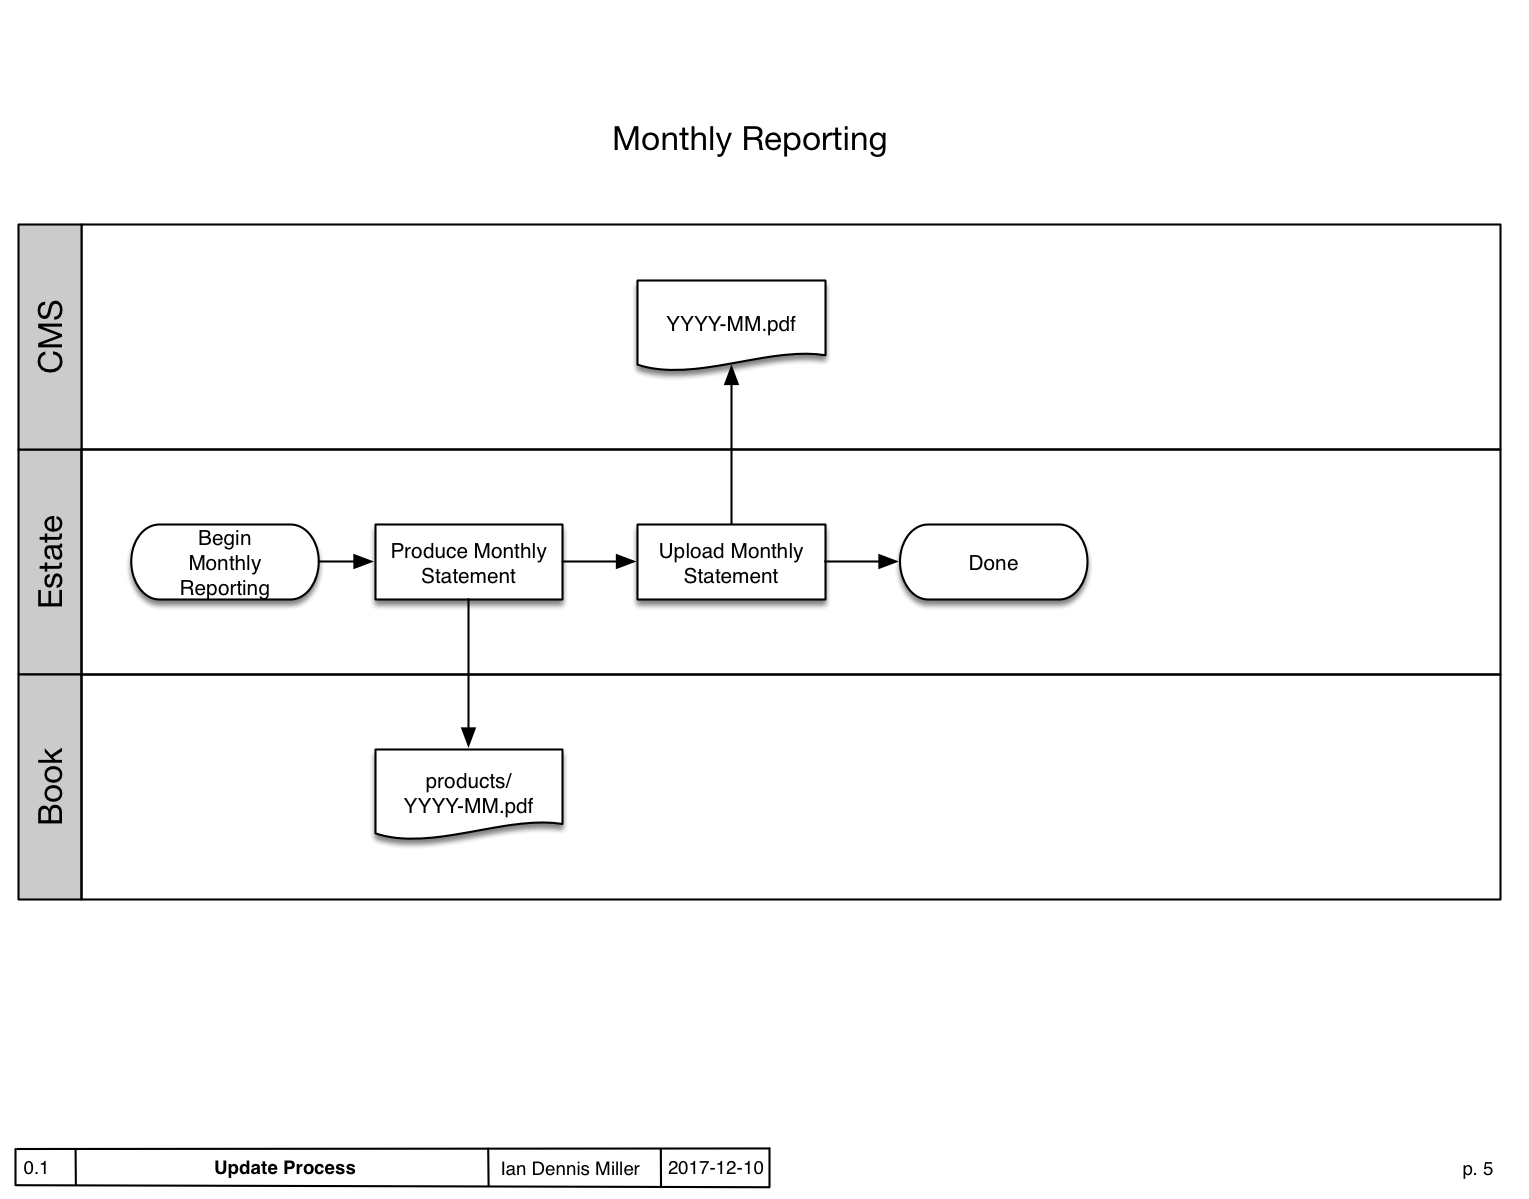 Monthly Reporting
CMS
YYYY-MM.pdf
Estate
Begin
Monthly
Reporting
Produce Monthly
Statement
Upload Monthly
Statement
Done
Book
products/
YYYY-MM.pdf
0.1
Update Process
Ian Dennis Miller
2017-12-10
p. 5